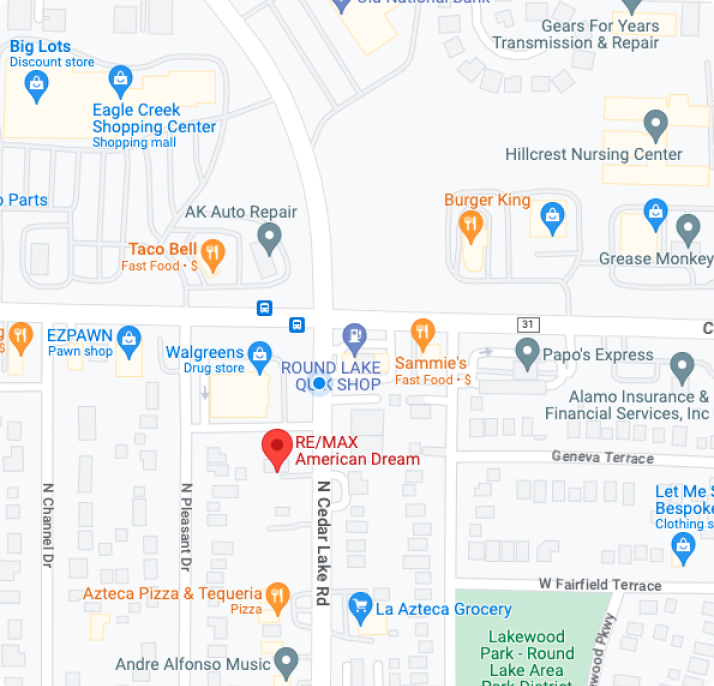 Old National Bank
Gears For Years
Transmission & Repair
Big Lots
Discount store
Eagle Creek
Shopping Center
Shopping mall
Hillcrest Nursing Center
Parts
AK Auto Repair
Burger King
Taco Bell
Fast Food • $
Grease Monkey
31
C
g
$
EZPAWN
Pawn shop
Walgreens
Drug store
ROUND LAKE
QUIK SHOP
Sammie's
Fast Food • $
Papo's Express
Alamo Insurance &
Financial Services, Inc
RE/MAX
American Dream
Geneva Terrace
N Channel Dr
N Pleasant Dr
N Cedar Lake Rd
Let Me S
Bespoke
Clothing s
W Fairfield Terrace
Azteca Pizza & Tequeria
Pizza
La Azteca Grocery
Lakewood
Park - Round
Lake Area
Park District
wood Pkwy
Andre Alfonso Music